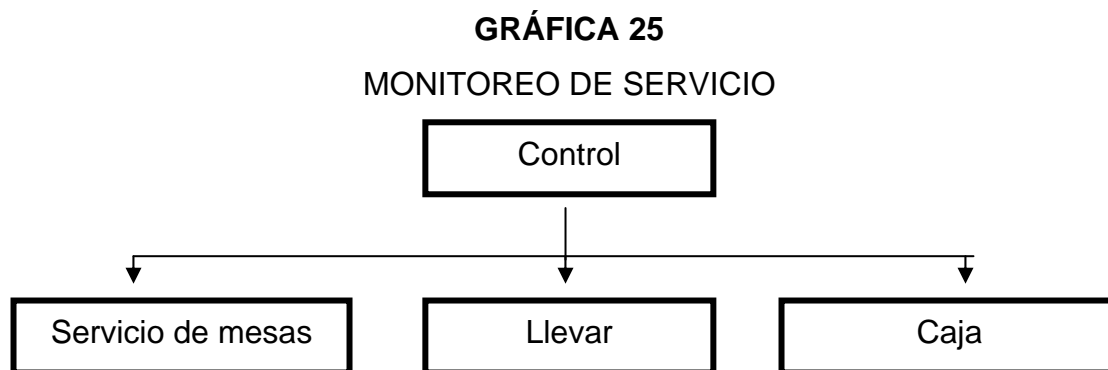 GRÁFICA 25
MONITOREO DE SERVICIO
Control
Servicio de mesas
Llevar
Caja